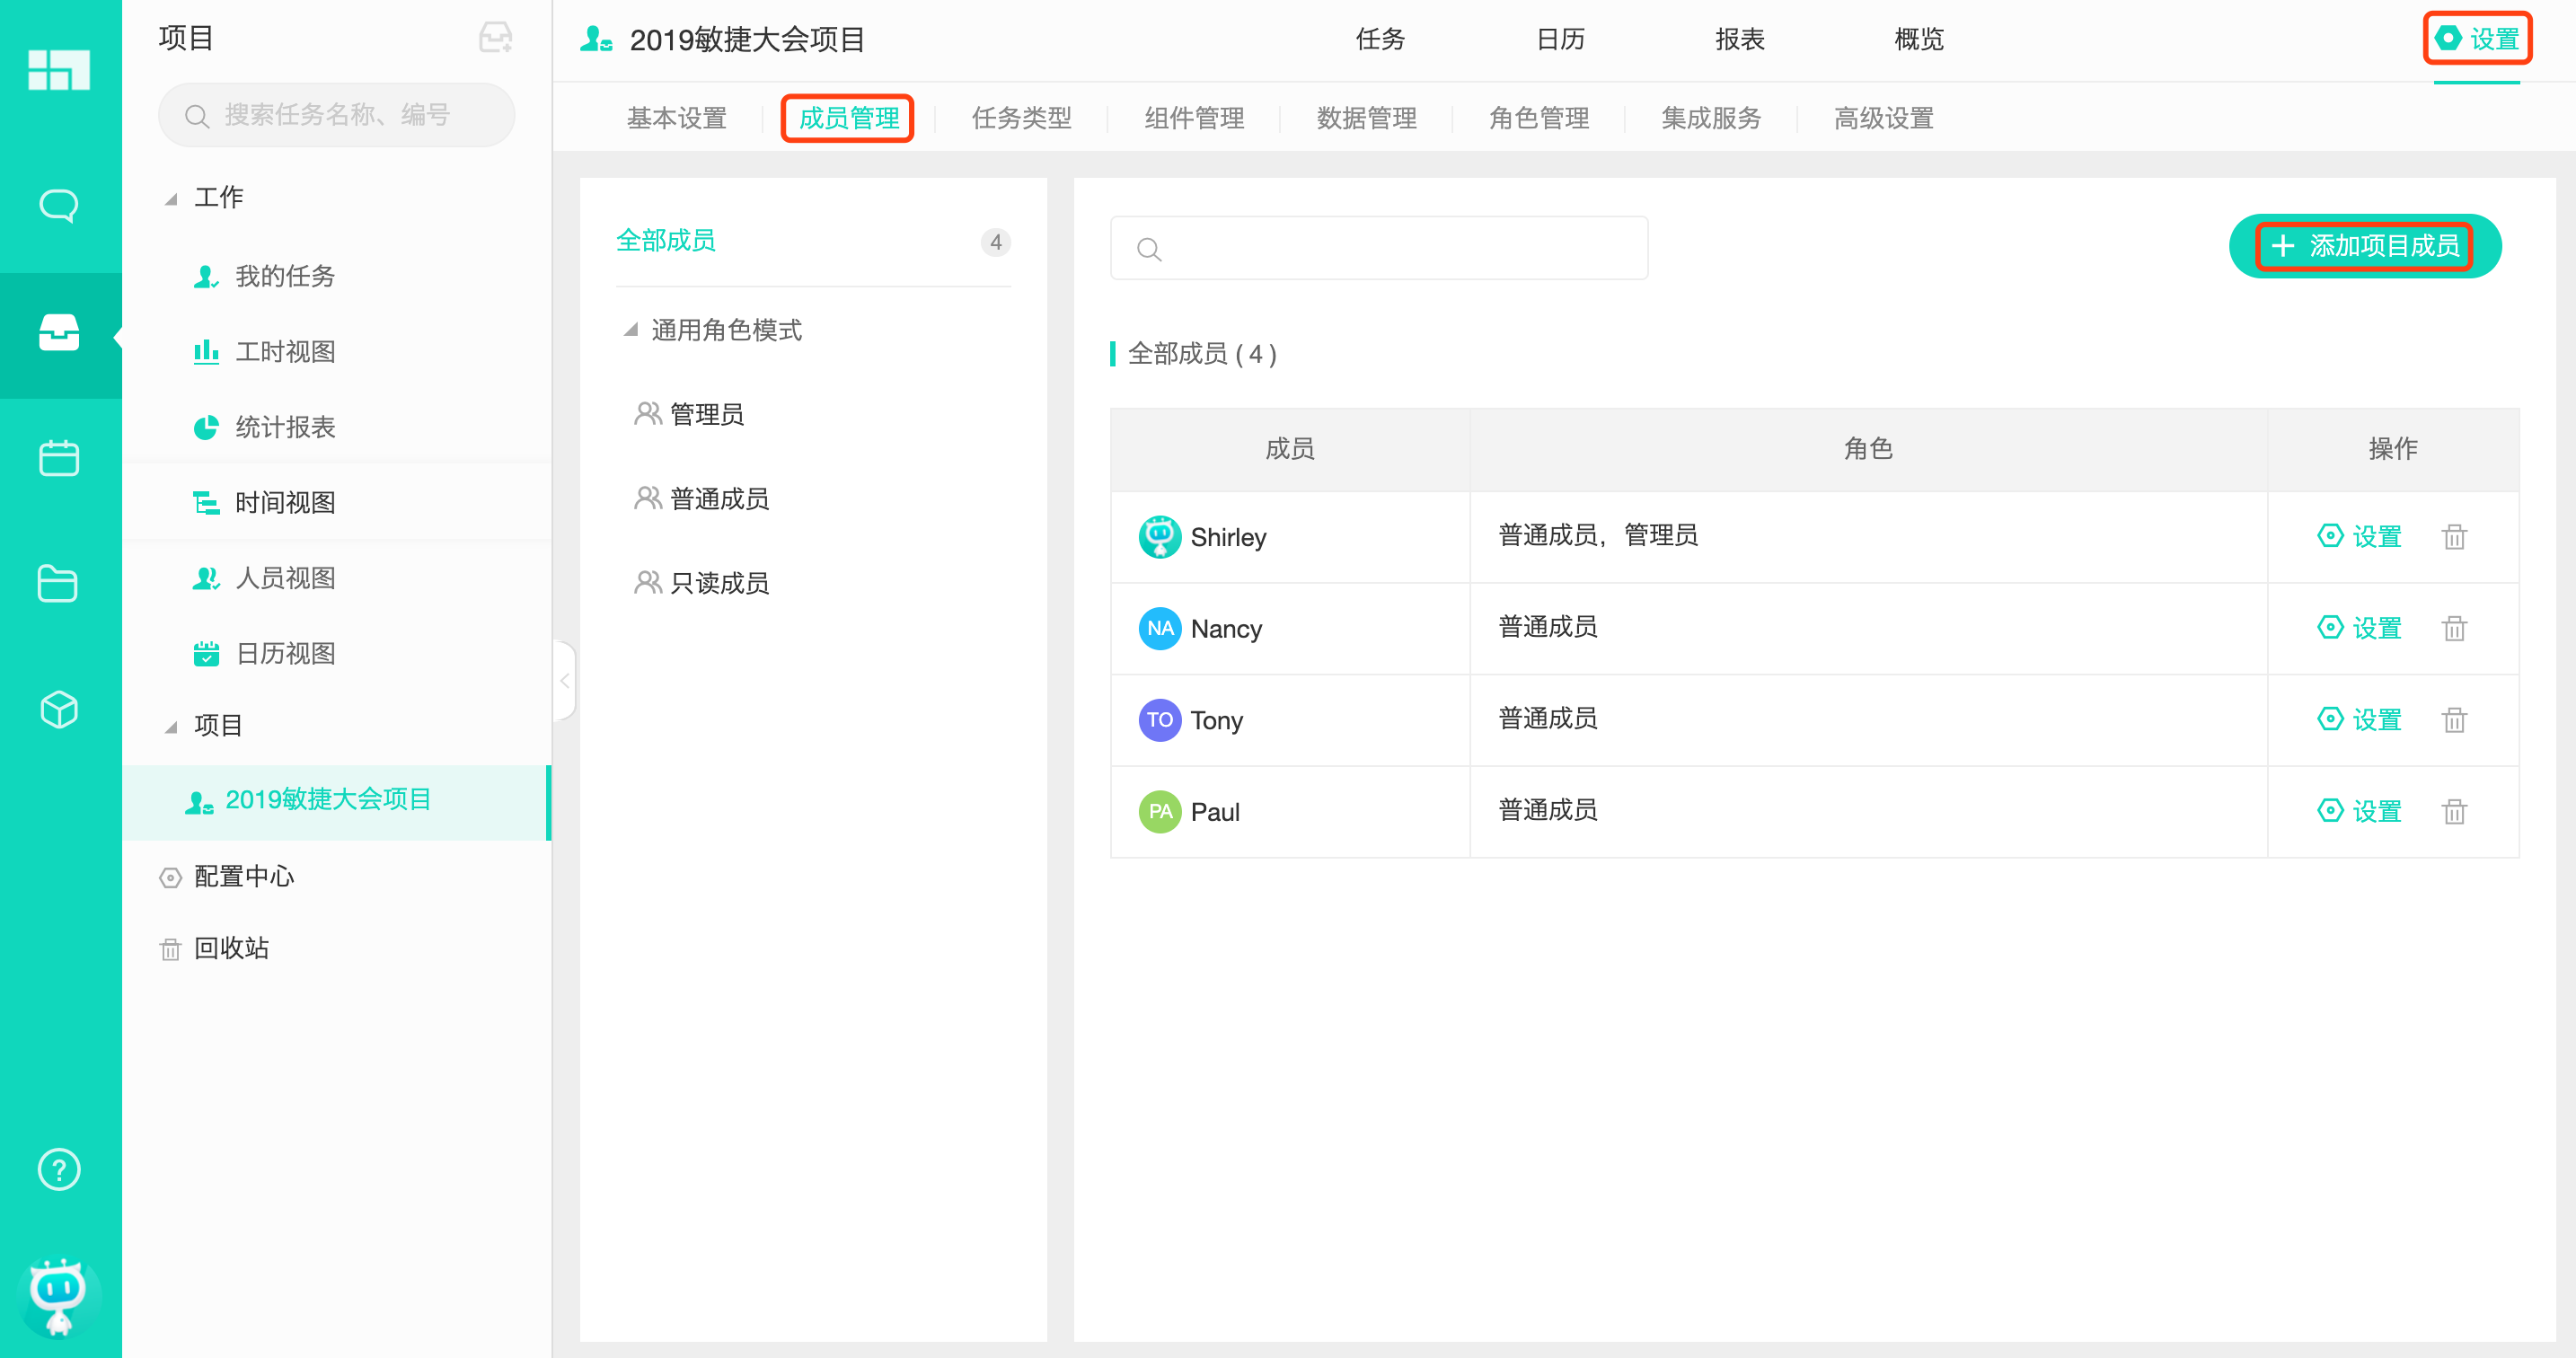 项目
搜索任务名称、编号
工作
我的任务
工时视图
统计报表
时间视图
人员视图
日历视图
项目
2019敏捷大会项目
配置中心
回收站
?
2019敏捷大会项目
任务
日历
报表
概览
设置
基本设置
成员管理
任务类型
组件管理
数据管理
角色管理
集成服务
高级设置
全部成员 4
通用角色模式
管理员
普通成员
只读成员
+ 添加项目成员
全部成员 ( 4 )
成员 角色 操作
Shirley 普通成员，管理员 设置
NA Nancy 普通成员 设置
TO Tony 普通成员 设置
PA Paul 普通成员 设置